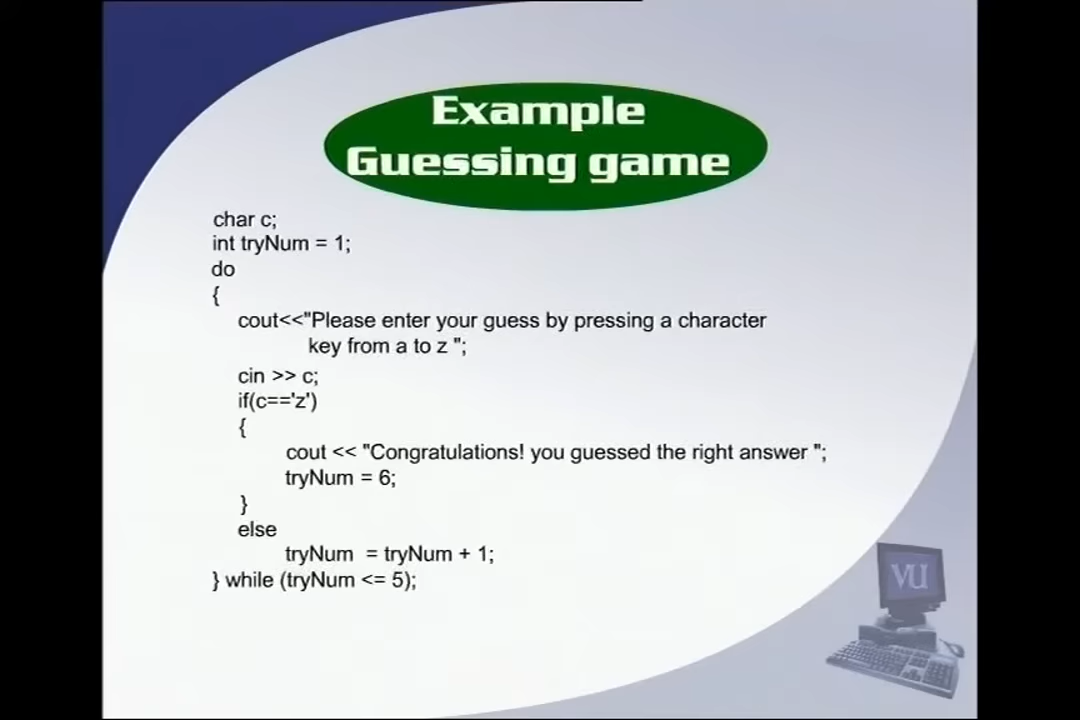 Example
Guessing game
char c;
int tryNum = 1;
do
{
cout<<"Please enter your guess by pressing a character
key from a to z ";
cin >> c;
if(c=='z')
{
cout << "Congratulations! you guessed the right answer ";
tryNum = 6;
}
else
tryNum = tryNum + 1;
} while (tryNum <= 5);
VU